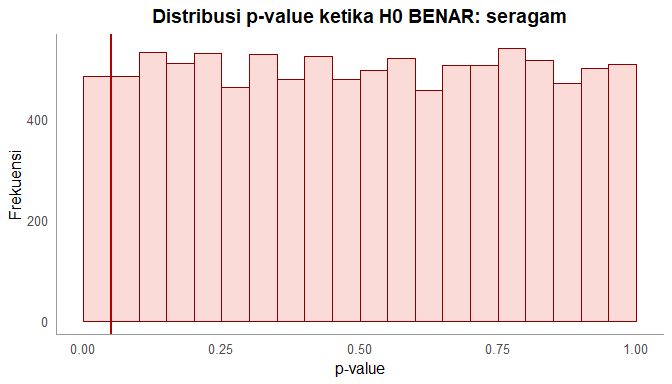 Distribusi p-value ketika H0 BENAR: seragam
Frekuensi
400
200
0
0.00 0.25 0.50 0.75 1.00
p-value